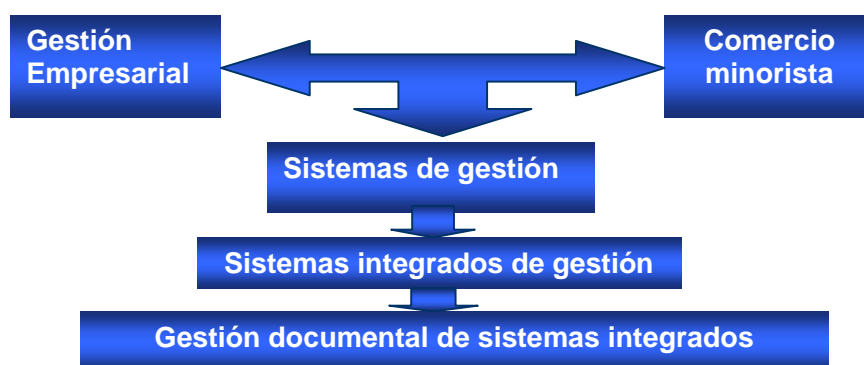 Gestión
Empresarial
Comercio
minorista
Sistemas de gestión
Sistemas integrados de gestión
Gestión documental de sistemas integrados